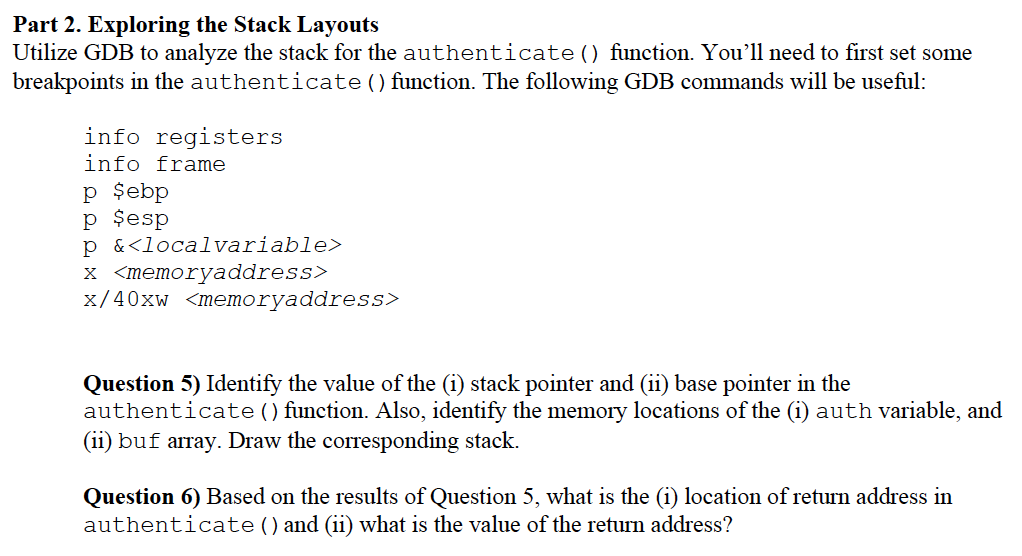 Part 2. Exploring the Stack Layouts
Utilize GDB to analyze the stack for the authenticate() function. You’ll need to first set some
breakpoints in the authenticate() function. The following GDB commands will be useful:
info registers
info frame
p $ebp
p $esp
p &<localvariable>
x <memoryaddress>
x/40xw <memoryaddress>
Question 5) Identify the value of the (i) stack pointer and (ii) base pointer in the
authenticate() function. Also, identify the memory locations of the (i) auth variable, and
(ii) buf array. Draw the corresponding stack.
Question 6) Based on the results of Question 5, what is the (i) location of return address in
authenticate() and (ii) what is the value of the return address?